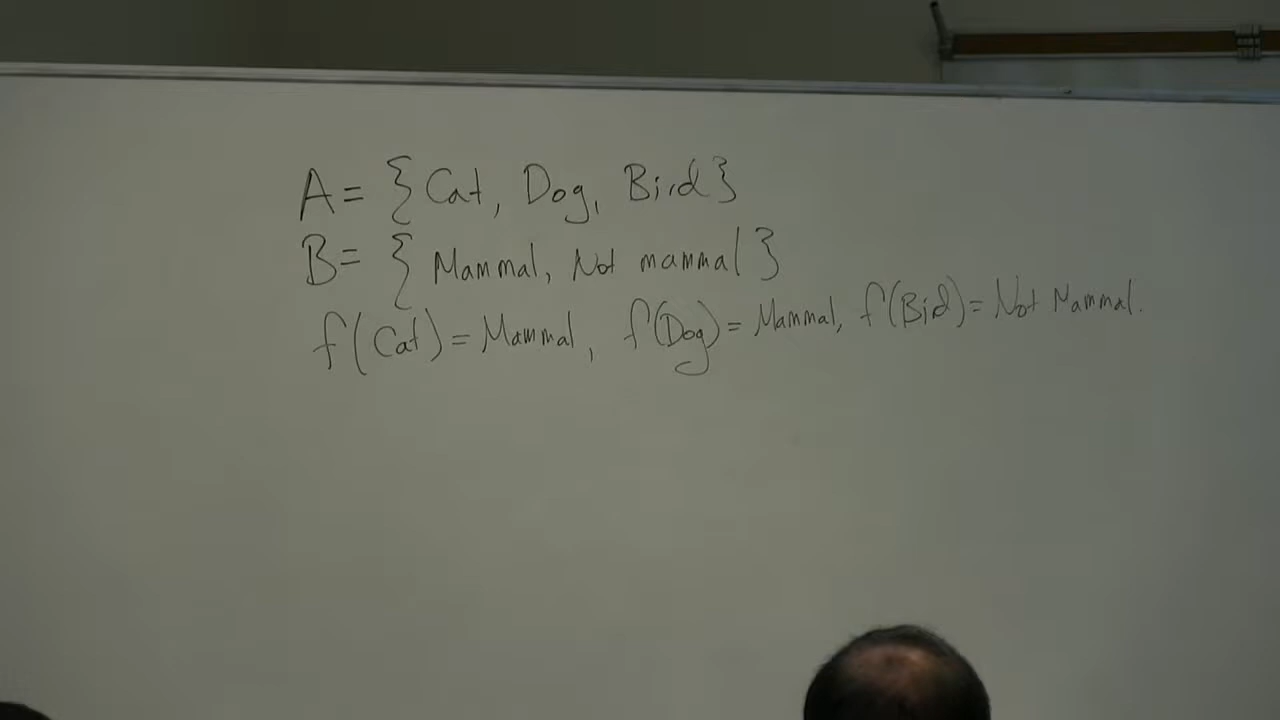 A = {Cat, Dog, Bird}
B = {Mammal, Not mammal}
f(Cat) = Mammal, f(Dog) = Mammal, f(Bird) = Not Mammal.